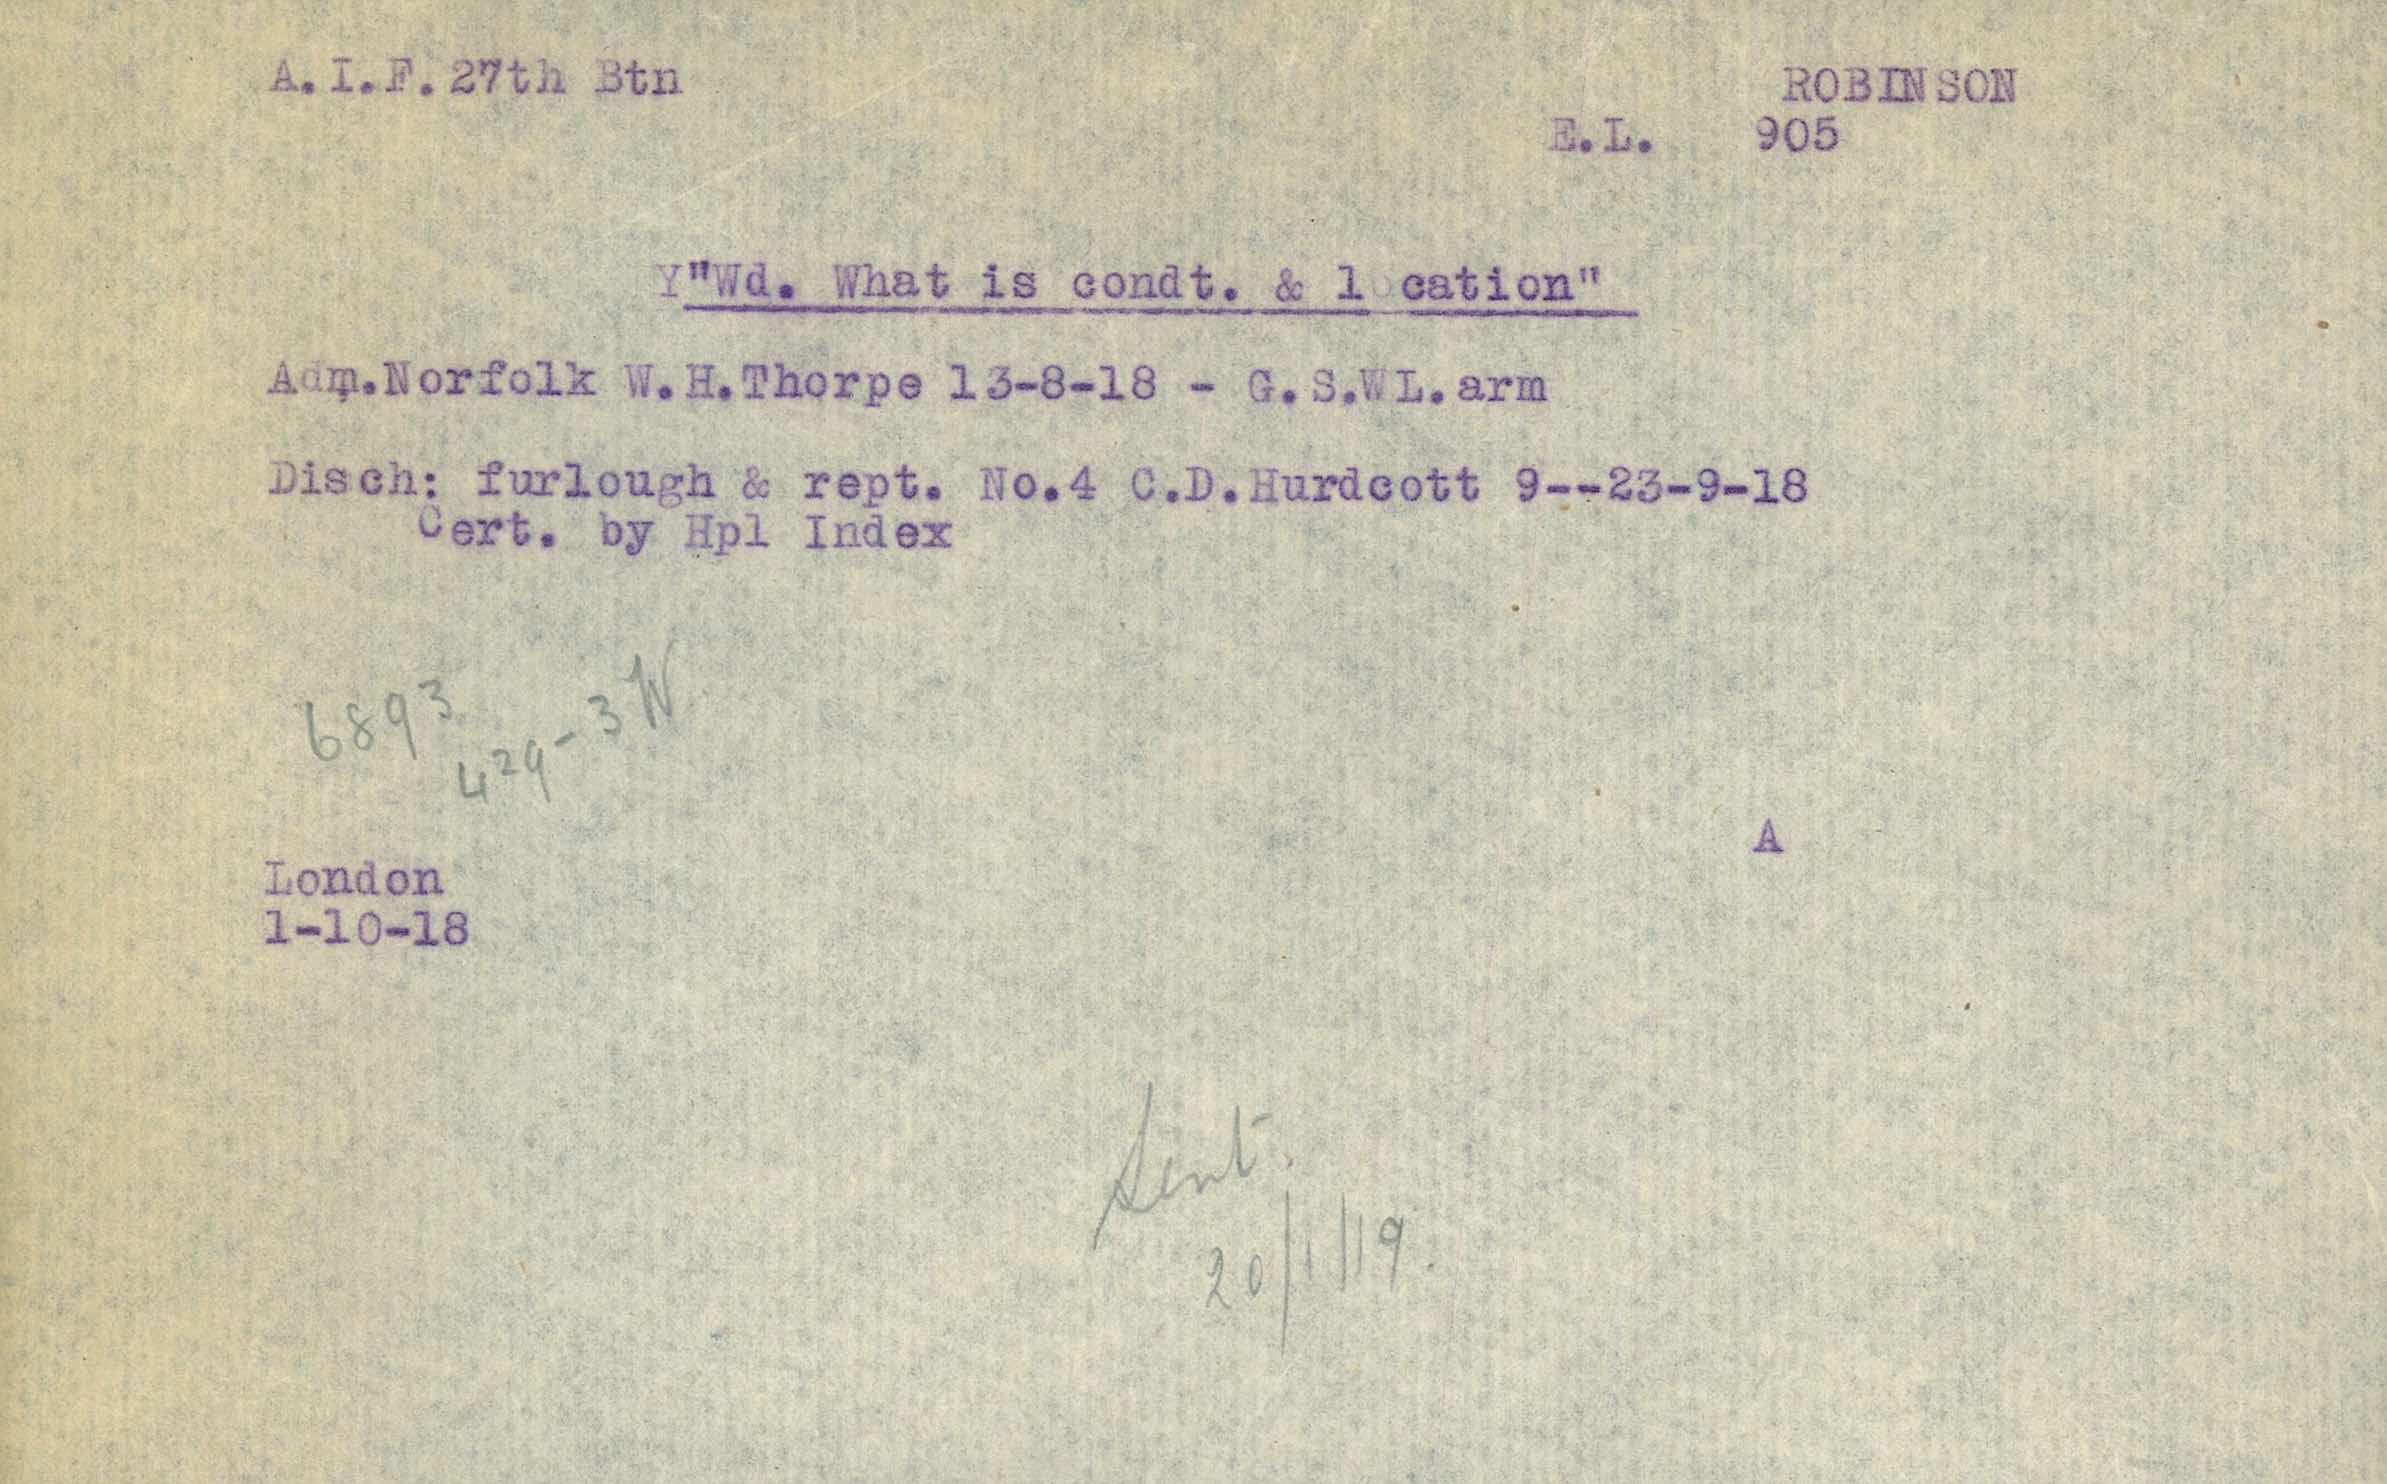 A.I.F.27th Btn
ROBINSON
E.L. 905
Y"Wd. What is condt. & location"
Adm.Norfolk W.H.Thorpe 13-8-18 - G.S.W L.arm
Disch: furlough & rept. No.4 C.D.Hurdcott 9--23-9-18
Cert. by Hpl Index
6893
429-3W
A
London
1-10-18
Sent.
20/1/19.